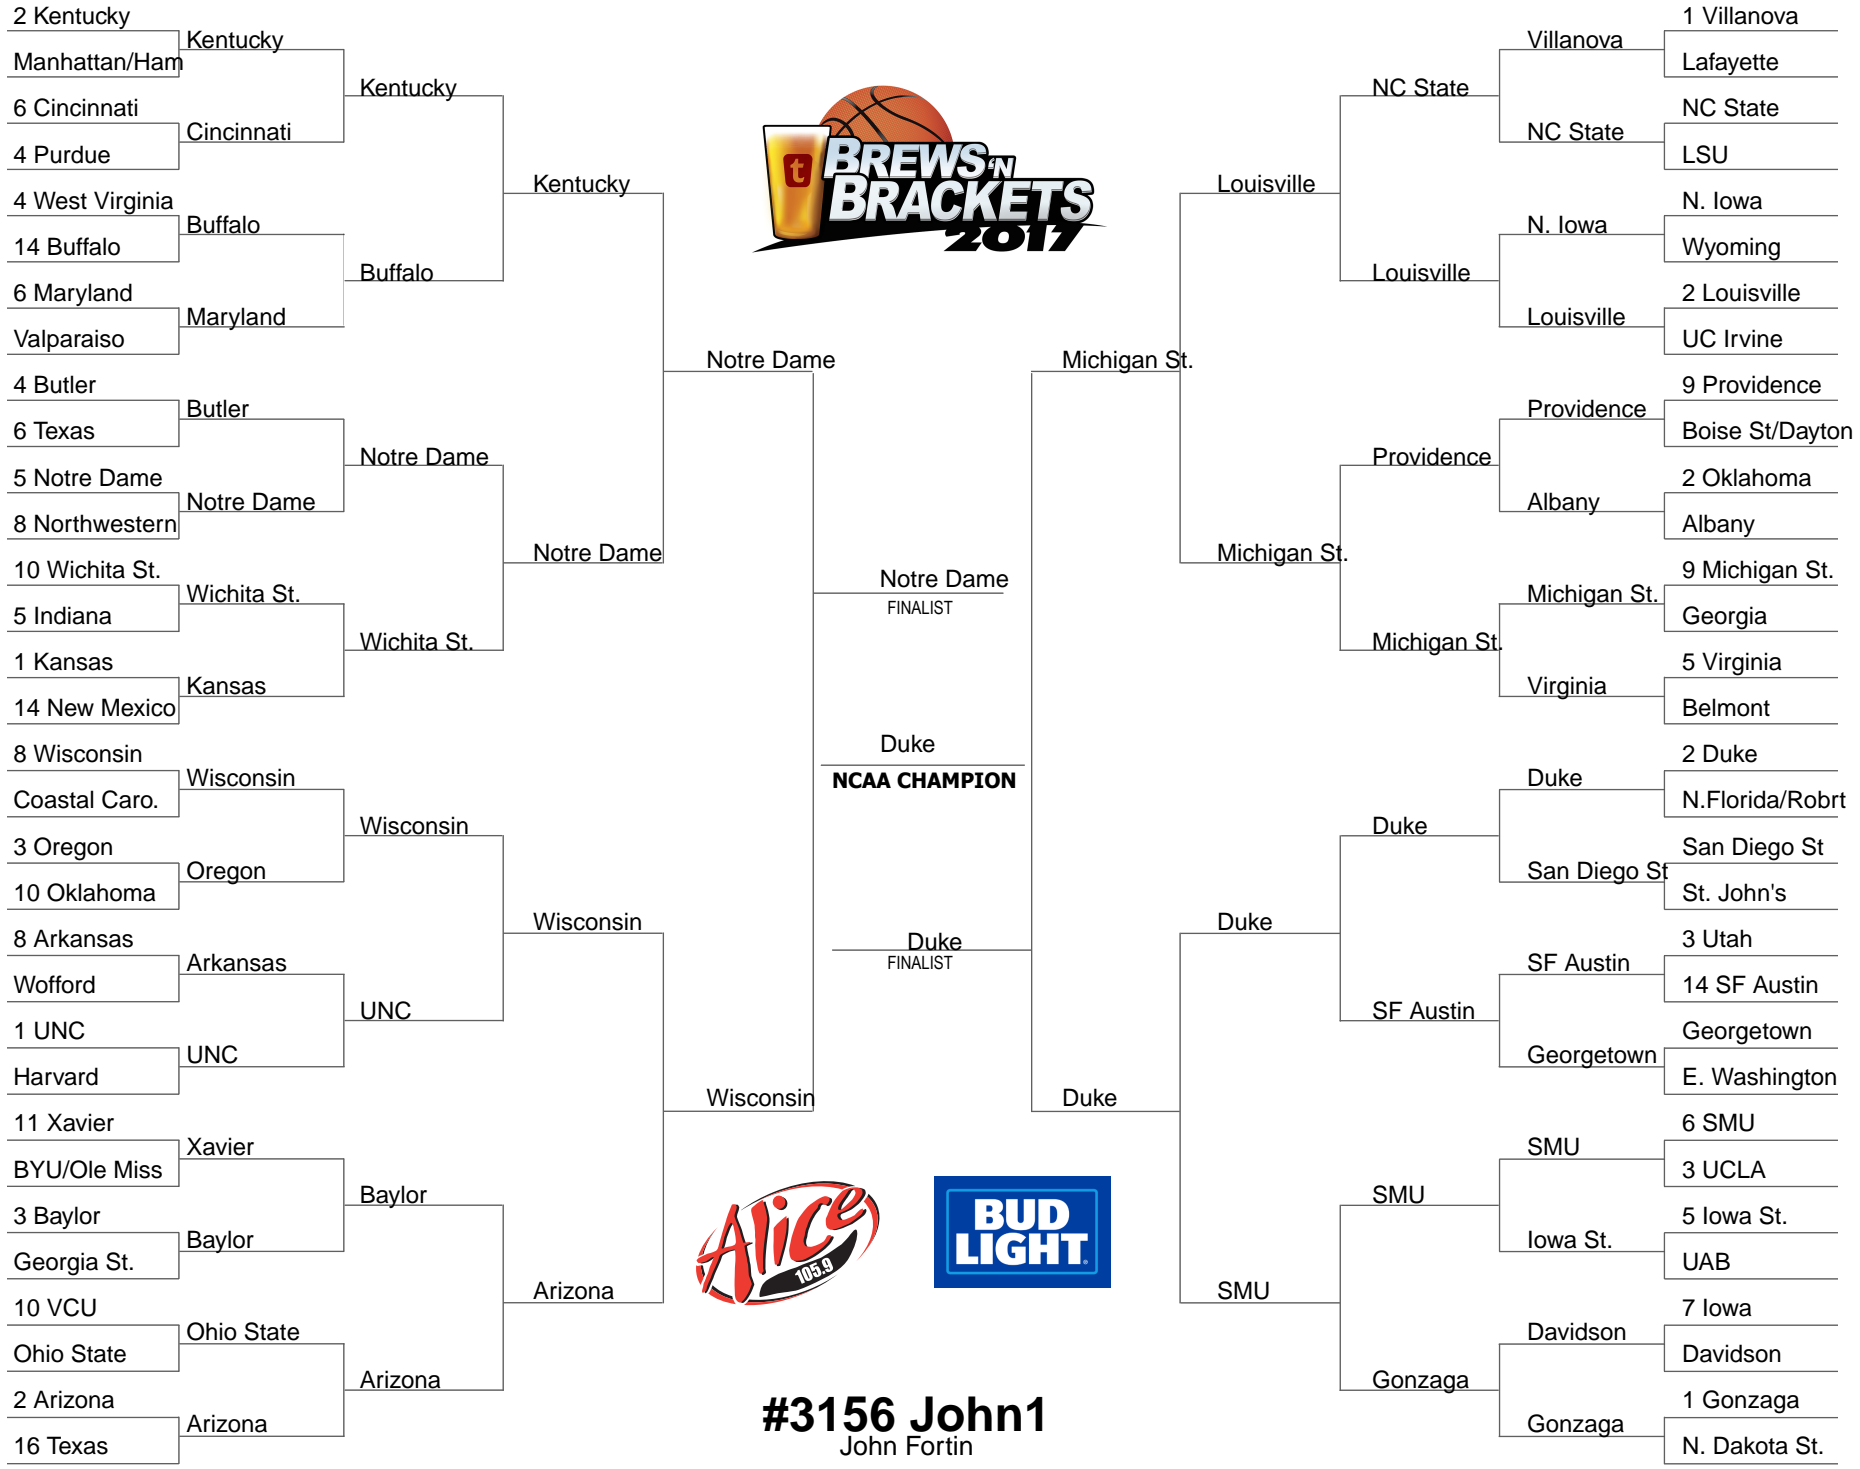 2 Kentucky
Manhattan/Ham
6 Cincinnati
4 Purdue
4 West Virginia
14 Buffalo
6 Maryland
Valparaiso
4 Butler
6 Texas
5 Notre Dame
8 Northwestern
10 Wichita St.
5 Indiana
1 Kansas
14 New Mexico
8 Wisconsin
Coastal Caro.
3 Oregon
10 Oklahoma
8 Arkansas
Wofford
1 UNC
Harvard
11 Xavier
BYU/Ole Miss
3 Baylor
Georgia St.
10 VCU
Ohio State
2 Arizona
16 Texas
Kentucky
Cincinnati
Buffalo
Maryland
Butler
Notre Dame
Wichita St.
Kansas
Wisconsin
Oregon
Arkansas
UNC
Xavier
Baylor
Ohio State
Arizona
Kentucky
Buffalo
Notre Dame
Wichita St.
Wisconsin
UNC
Baylor
Arizona
Kentucky
Notre Dame
Wisconsin
Arizona
Notre Dame
Wisconsin
t
BREWS 'N
BRACKETS
2017
Notre Dame
FINALIST
Duke
NCAA CHAMPION
Duke
FINALIST
Alice
105.9
BUD
LIGHT
#3156 John1
John Fortin
Michigan St.
Duke
Louisville
Michigan St.
Duke
SMU
NC State
Louisville
Providence
Michigan St.
Duke
SF Austin
SMU
Gonzaga
Villanova
NC State
N. Iowa
Louisville
Providence
Albany
Michigan St.
Virginia
Duke
San Diego St
SF Austin
Georgetown
SMU
Iowa St.
Davidson
Gonzaga
1 Villanova
Lafayette
NC State
LSU
N. Iowa
Wyoming
2 Louisville
UC Irvine
9 Providence
Boise St/Dayton
2 Oklahoma
Albany
9 Michigan St.
Georgia
5 Virginia
Belmont
2 Duke
N.Florida/Robrt
San Diego St
St. John's
3 Utah
14 SF Austin
Georgetown
E. Washington
6 SMU
3 UCLA
5 Iowa St.
UAB
7 Iowa
Davidson
1 Gonzaga
N. Dakota St.